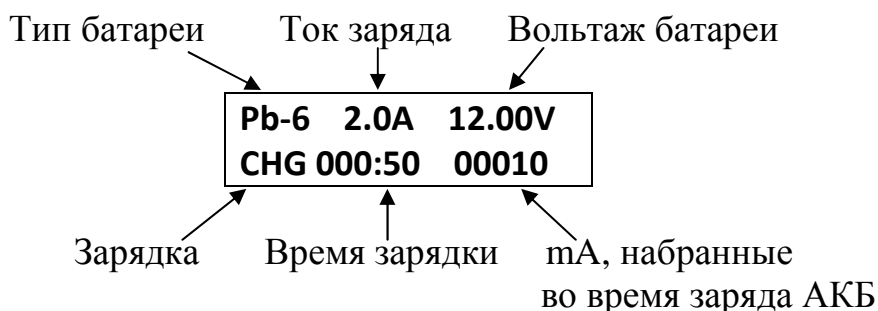 Тип батареи Ток заряда Вольтаж батареи
Pb-6 2.0A 12.00V
CHG 000:50 00010
Зарядка Время зарядки mA, набранные
во время заряда АКБ